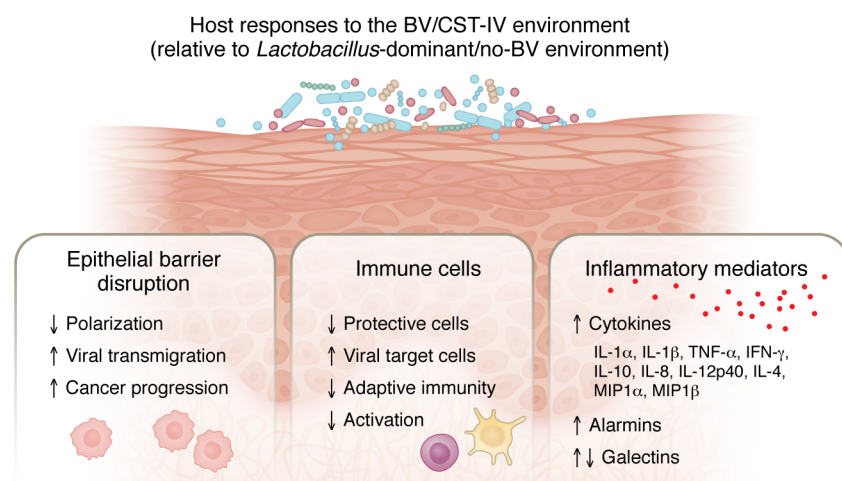 Host responses to the BV/CST-IV environment
(relative to Lactobacillus-dominant/no-BV environment)
Epithelial barrier
disruption
↓ Polarization
↑ Viral transmigration
↑ Cancer progression
Immune cells
↓ Protective cells
↑ Viral target cells
↓ Adaptive immunity
↓ Activation
Inflammatory mediators
↑ Cytokines
IL-1α, IL-1β, TNF-α, IFN-γ,
IL-10, IL-8, IL-12p40, IL-4,
MIP1α, MIP1β
↑ Alarmins
↑↓ Galectins